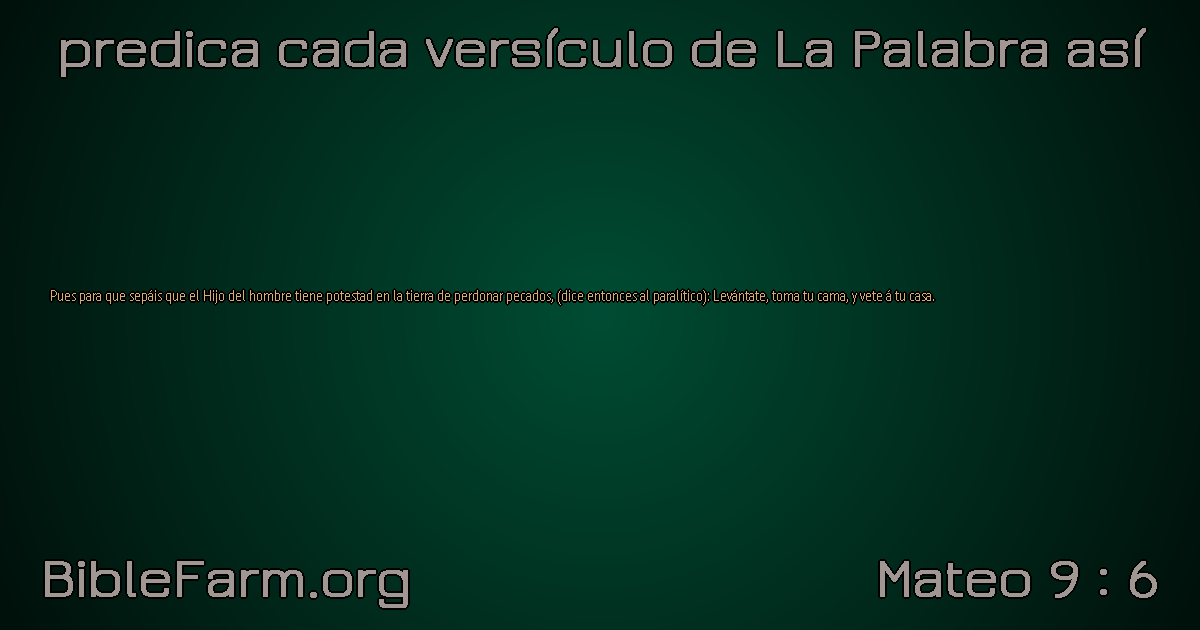 predica cada versículo de La Palabra así
Pues para que sepáis que el Hijo del hombre tiene potestad en la tierra de perdonar pecados, (dice entonces al paralítico): Levántate, toma tu cama, y vete á tu casa.
BibleFarm.org
Mateo 9 : 6